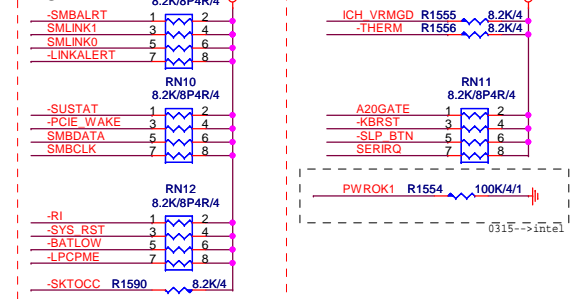 8.2K/8P4R/4
-SMBALRT 1 2
SMLINK1 3 4
SMLINK0 5 6
-LINKALERT 7 8
RN10
8.2K/8P4R/4
-SUSTAT 1 2
-PCIE_WAKE 3 4
SMBDATA 5 6
SMBCLK 7 8
RN12
8.2K/8P4R/4
-RI 1 2
-SYS_RST 3 4
-BATLOW 5 6
-LPCPME 7 8
-SKTOCC R1590 8.2K/4
ICH_VRMGD R1555 8.2K/4
-THERM R1556 8.2K/4
RN11
8.2K/8P4R/4
A20GATE 1 2
-KBRST 3 4
-SLP_BTN 5 6
SERIRQ 7 8
PWROK1 R1554 100K/4/1
0315-->intel